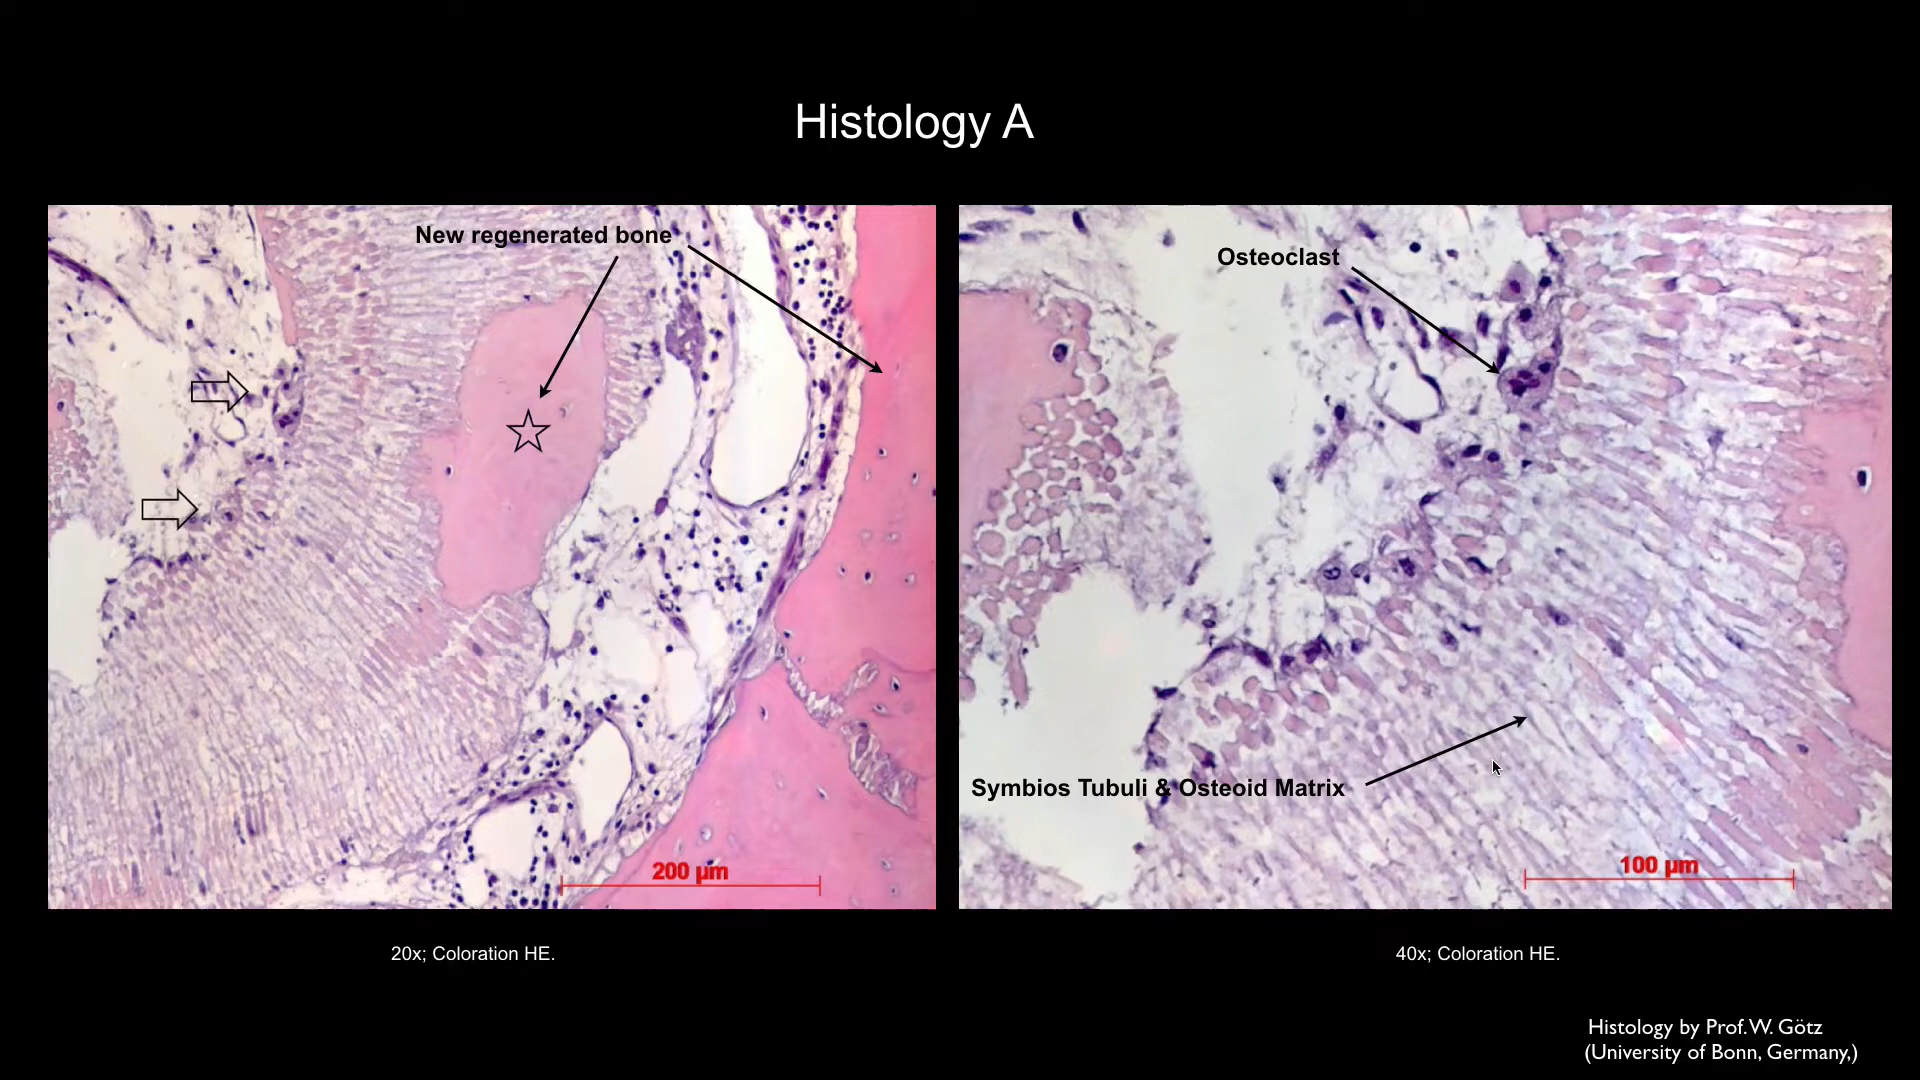 Histology A
New regenerated bone
200 µm
Osteoclast
Symbios Tubuli & Osteoid Matrix
100 µm
20x; Coloration HE.
40x; Coloration HE.
Histology by Prof. W. Götz
(University of Bonn, Germany,)